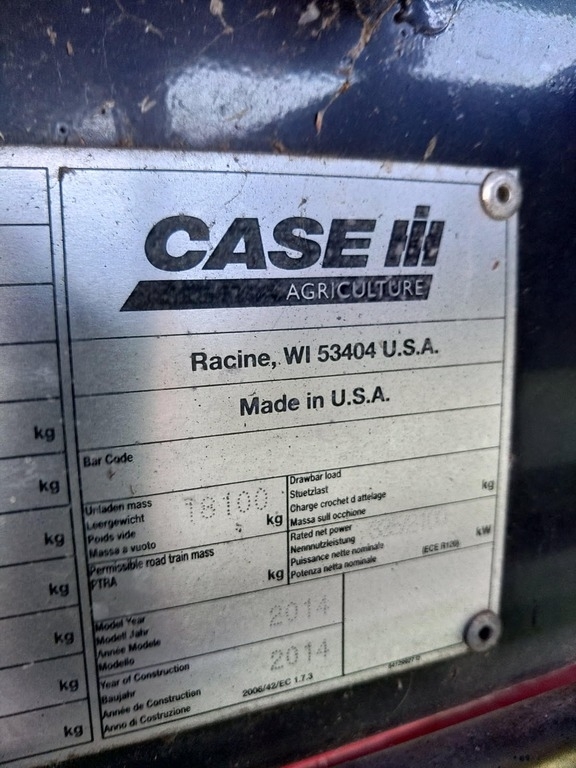 CASE IH
AGRICULTURE
Racine, WI 53404 U.S.A.
Made in U.S.A.
kg
kg
kg
kg
kg
kg
kg
Bar Code
Unladen mass
Leergewicht
Poids vide
Massa a vuoto
18100 kg
Drawbar load
Stuetzlast
Charge crochet d attelage
Massa sull occhione
kg
Permissible road train mass
PTRA
kg
Rated net power
Nennnutzleistung
Puissance nette nominale
Potenza netta nominale
kW
(ECE R120)
Model Year
Modell Jahr
Année Modele
Modello
2014
Year of Construction
Baujahr
Année de Construction
Anno di Costruzione
2014
2006/42/EC 1.7.3